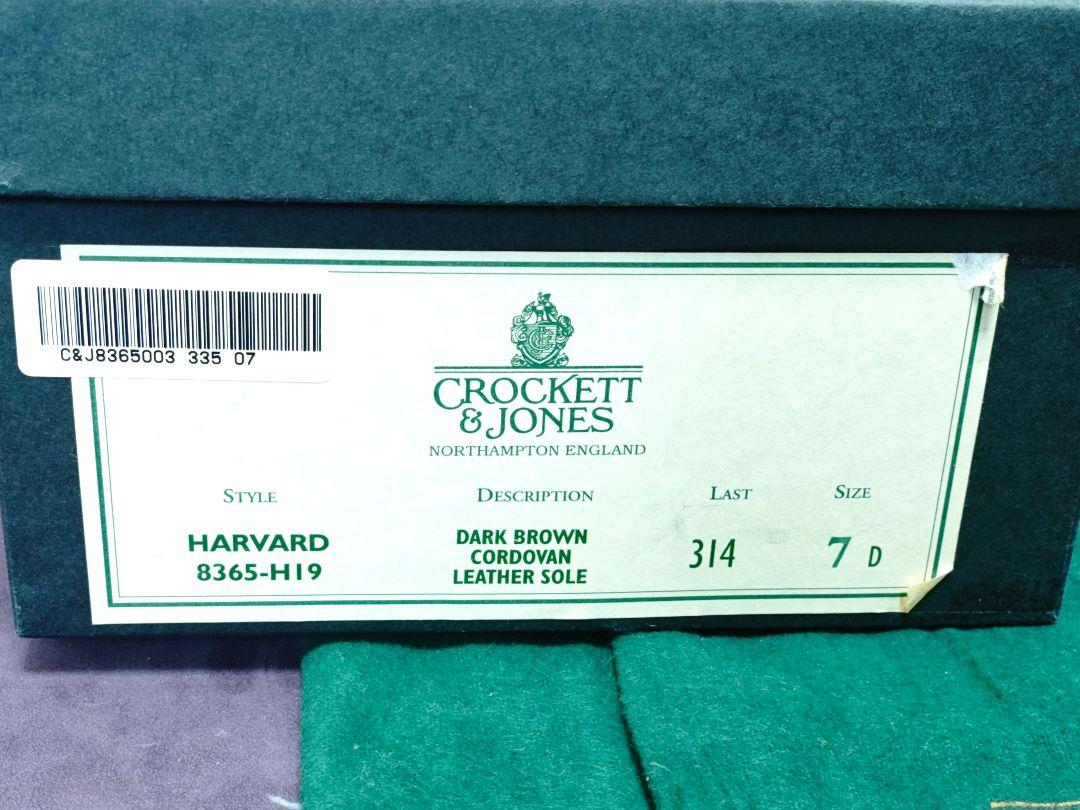 C&J8365003 335 07
CROCKETT
& JONES
NORTHAMPTON ENGLAND
STYLE DESCRIPTION LAST SIZE
HARVARD
8365-H19
DARK BROWN
CORDOVAN
LEATHER SOLE
314
7 D